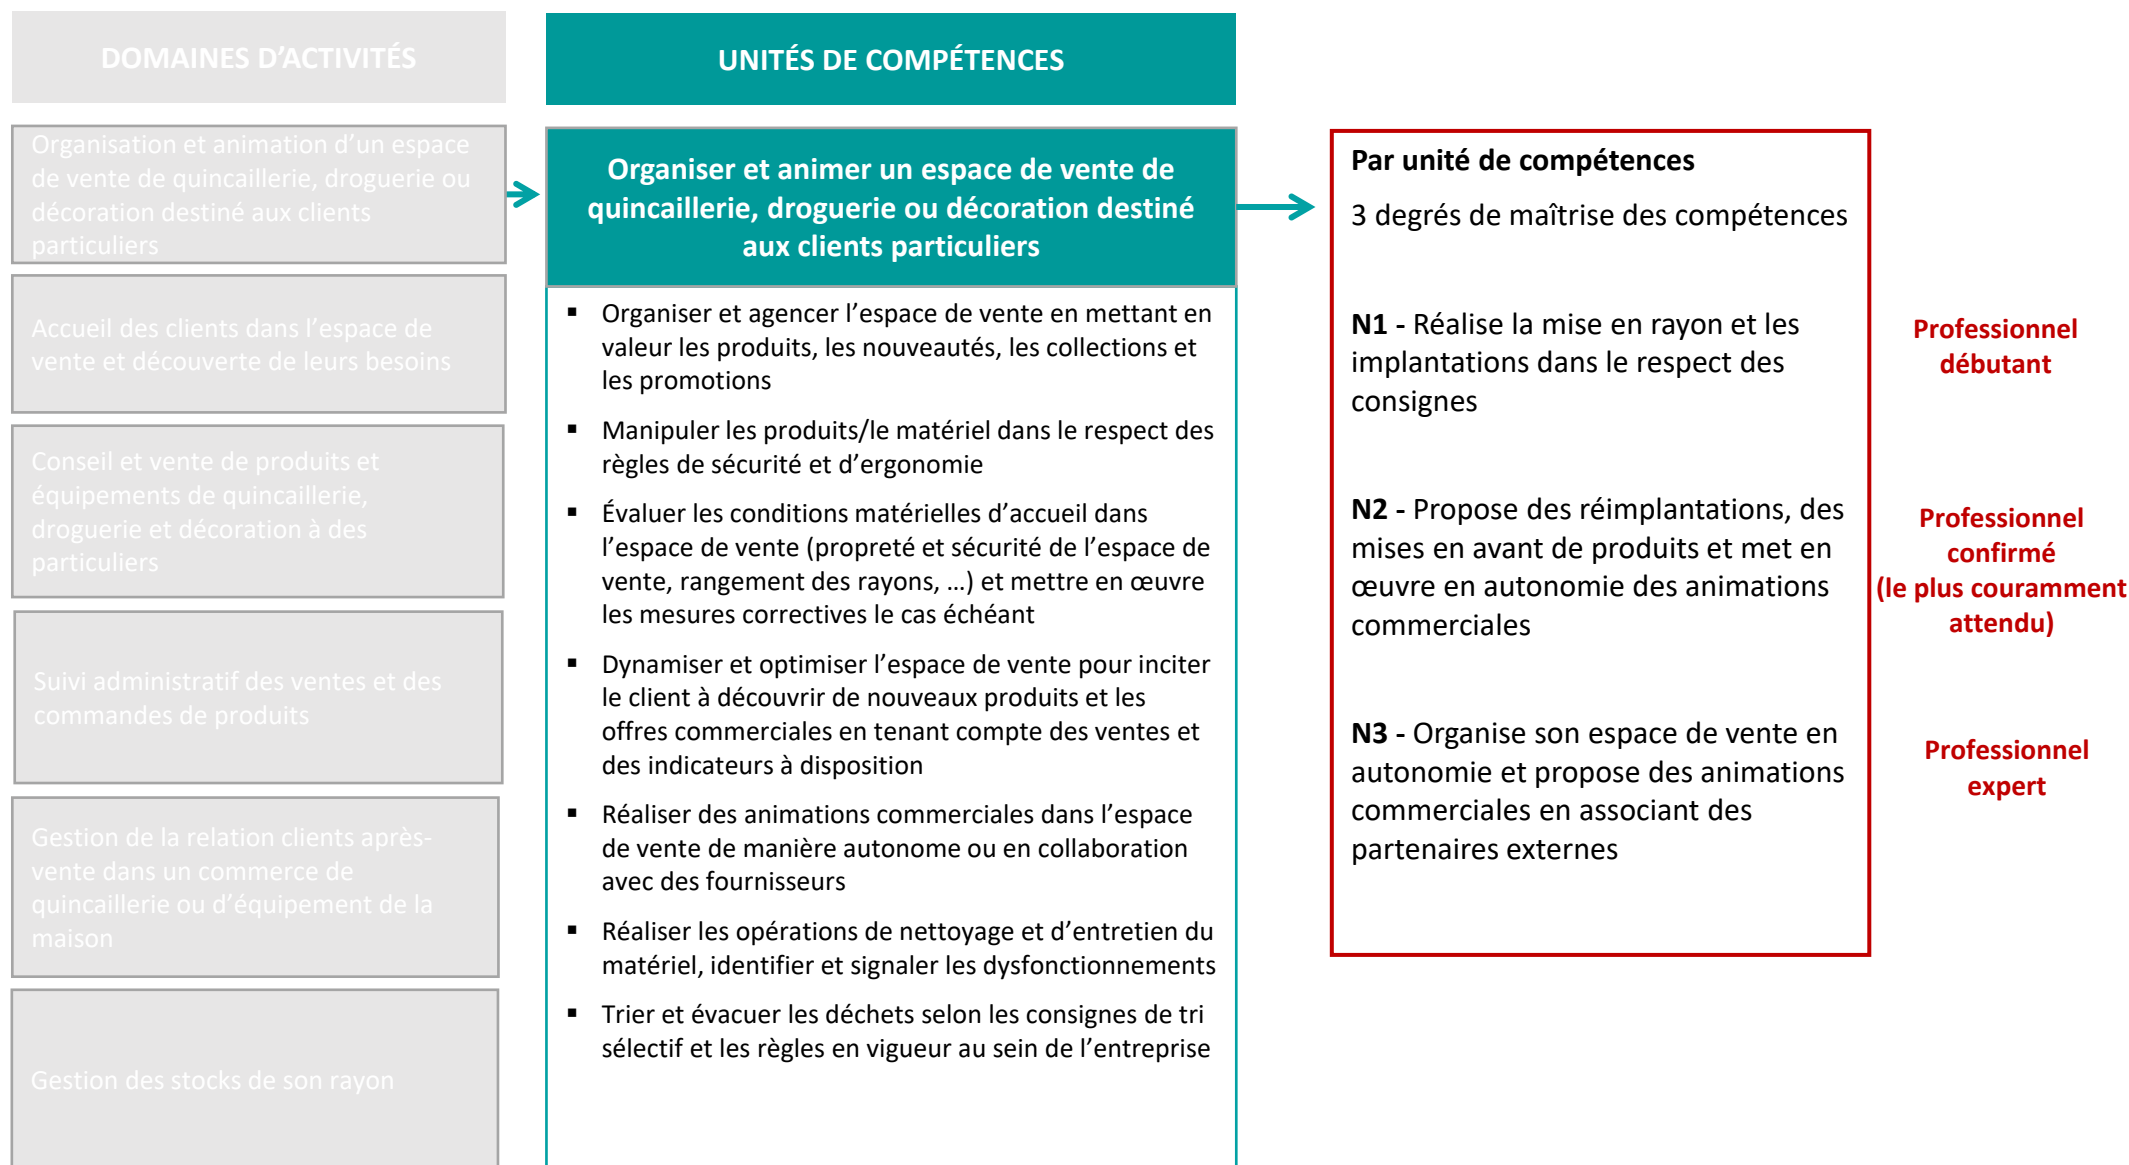 DOMAINES D’ACTIVITÉS
Organisation et animation d’un espace
de vente de quincaillerie, droguerie ou
décoration destiné aux clients
particuliers
Accueil des clients dans l’espace de
vente et découverte de leurs besoins
Conseil et vente de produits et
équipements de quincaillerie,
droguerie et décoration à des
particuliers
Suivi administratif des ventes et des
commandes de produits
Gestion de la relation clients après-
vente dans un commerce de
quincaillerie ou d’équipement de la
maison
Gestion des stocks de son rayon
UNITÉS DE COMPÉTENCES
Organiser et animer un espace de vente de
quincaillerie, droguerie ou décoration destiné
aux clients particuliers
▪ Organiser et agencer l’espace de vente en mettant en
valeur les produits, les nouveautés, les collections et
les promotions
▪ Manipuler les produits/le matériel dans le respect des
règles de sécurité et d’ergonomie
▪ Évaluer les conditions matérielles d’accueil dans
l’espace de vente (propreté et sécurité de l’espace de
vente, rangement des rayons, …) et mettre en œuvre
les mesures correctives le cas échéant
▪ Dynamiser et optimiser l’espace de vente pour inciter
le client à découvrir de nouveaux produits et les
offres commerciales en tenant compte des ventes et
des indicateurs à disposition
▪ Réaliser des animations commerciales dans l’espace
de vente de manière autonome ou en collaboration
avec des fournisseurs
▪ Réaliser les opérations de nettoyage et d’entretien du
matériel, identifier et signaler les dysfonctionnements
▪ Trier et évacuer les déchets selon les consignes de tri
sélectif et les règles en vigueur au sein de l’entreprise
Par unité de compétences
3 degrés de maîtrise des compétences
N1 - Réalise la mise en rayon et les
implantations dans le respect des
consignes
N2 - Propose des réimplantations, des
mises en avant de produits et met en
œuvre en autonomie des animations
commerciales
N3 - Organise son espace de vente en
autonomie et propose des animations
commerciales en associant des
partenaires externes
Professionnel
débutant
Professionnel
confirmé
(le plus couramment
attendu)
Professionnel
expert